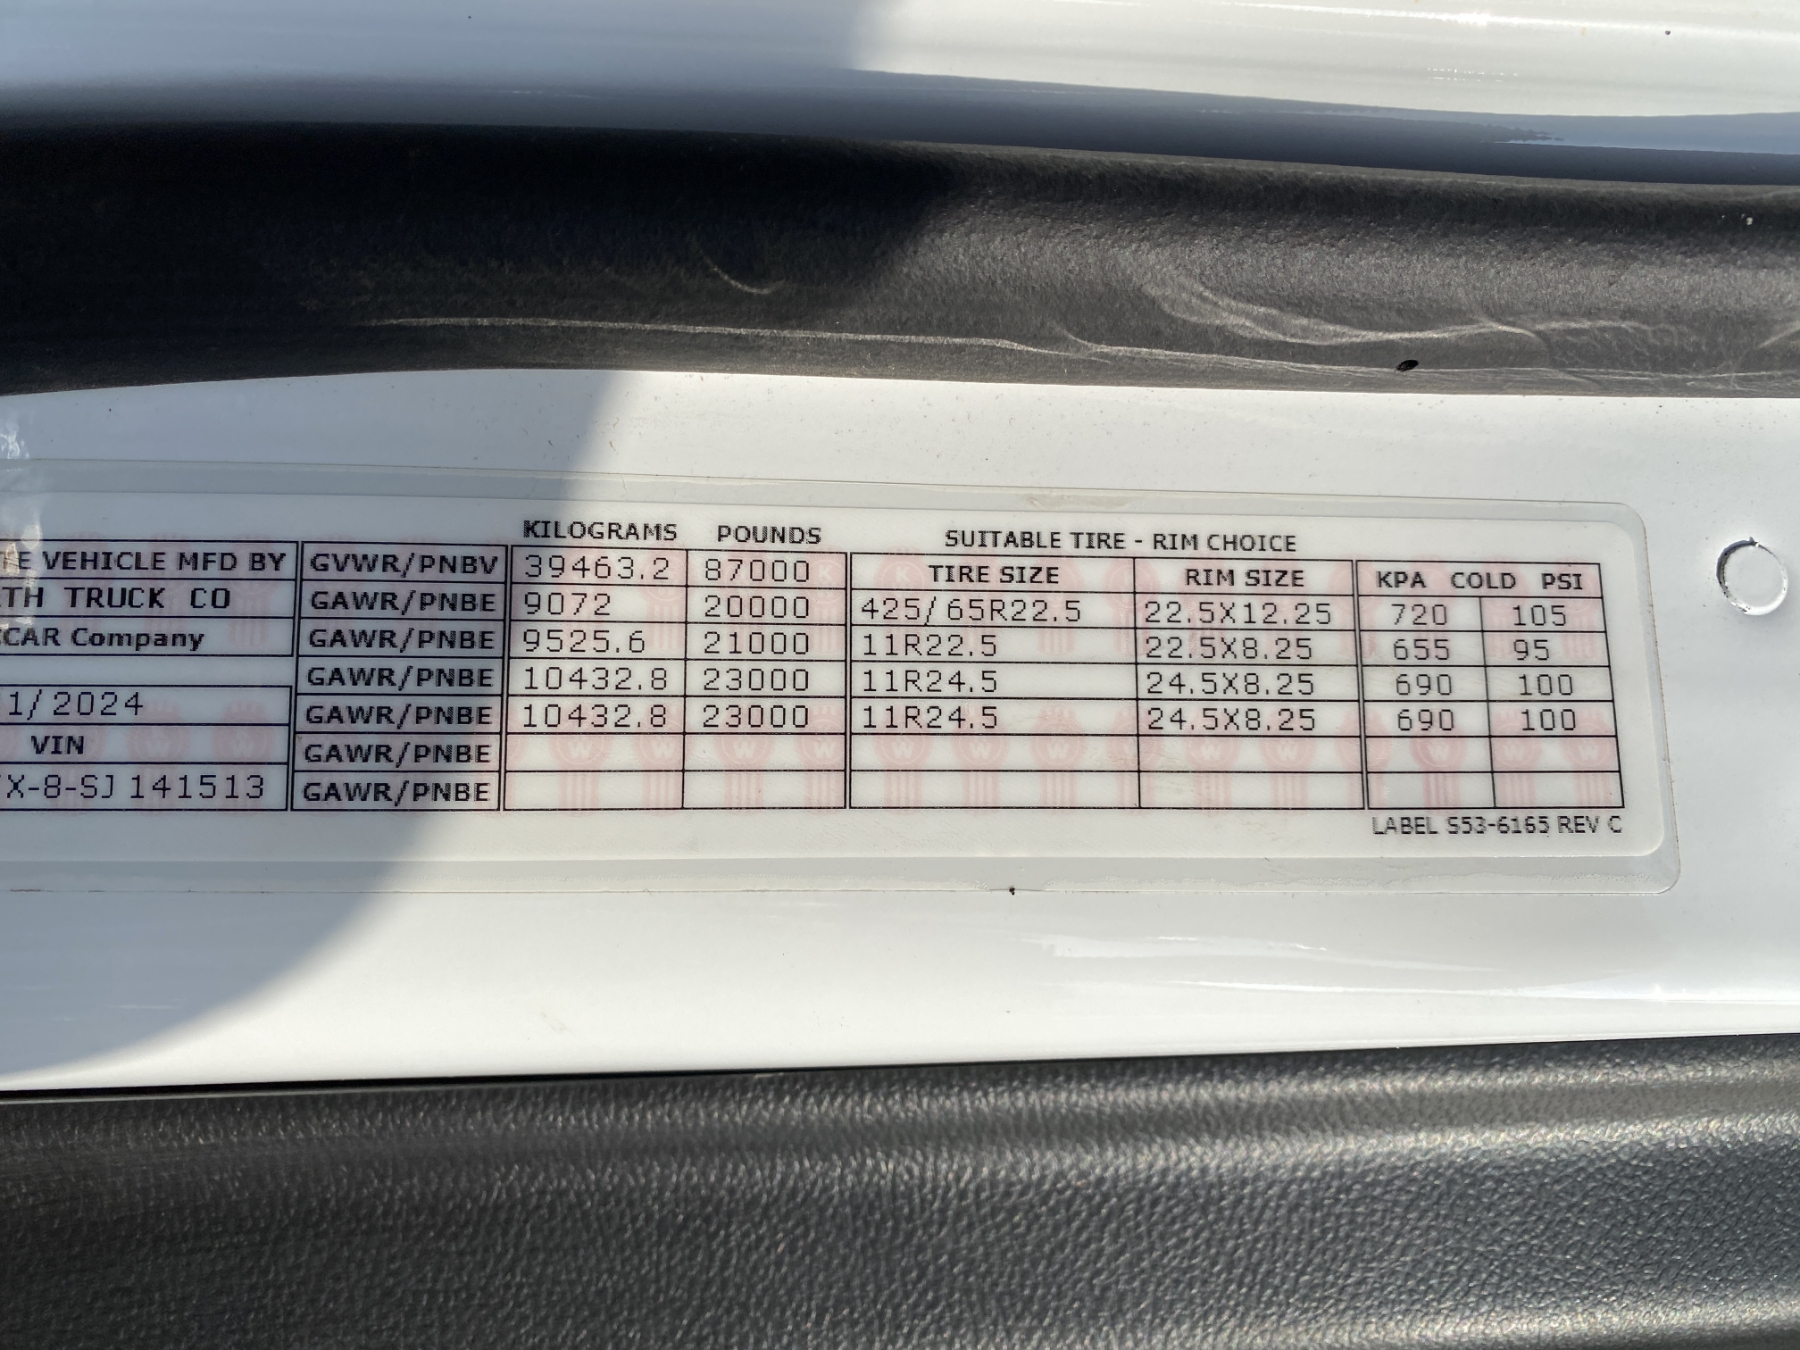 KILOGRAMS POUNDS SUITABLE TIRE - RIM CHOICE
E VEHICLE MFD BY GVWR/PNBV 39463.2 87000 TIRE SIZE RIM SIZE KPA COLD PSI
TH TRUCK CO GAWR/PNBE 9072 20000 425/65R22.5 22.5X12.25 720 105
CAR Company GAWR/PNBE 9525.6 21000 11R22.5 22.5X8.25 655 95
GAWR/PNBE 10432.8 23000 11R24.5 24.5X8.25 690 100
1/2024 GAWR/PNBE 10432.8 23000 11R24.5 24.5X8.25 690 100
VIN GAWR/PNBE
X-8-SJ141513 GAWR/PNBE
LABEL S53-6165 REV C